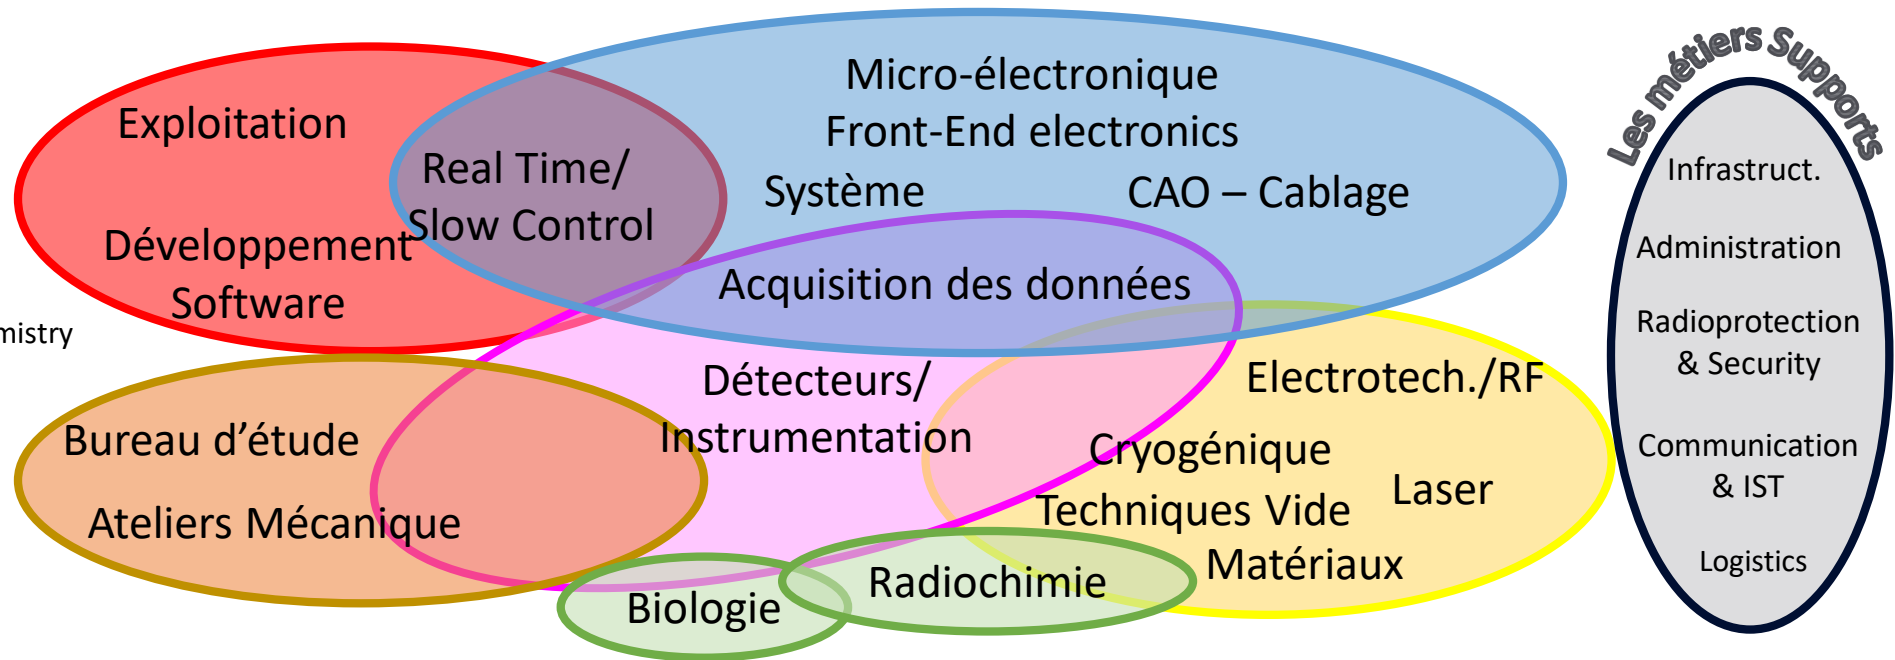 Exploitation
Développement
Software
Real Time/
Slow Control
Micro-électronique
Front-End electronics
Système
CAO – Cablage
Acquisition des données
mistry
Bureau d'étude
Ateliers Mécanique
Détecteurs/
Instrumentation
Electrotech./RF
Cryogénique
Laser
Techniques Vide
Matériaux
Biologie
Radiochimie
Les métiers Supports
Infrastruct.
Administration
Radioprotection
& Security
Communication
& IST
Logistics